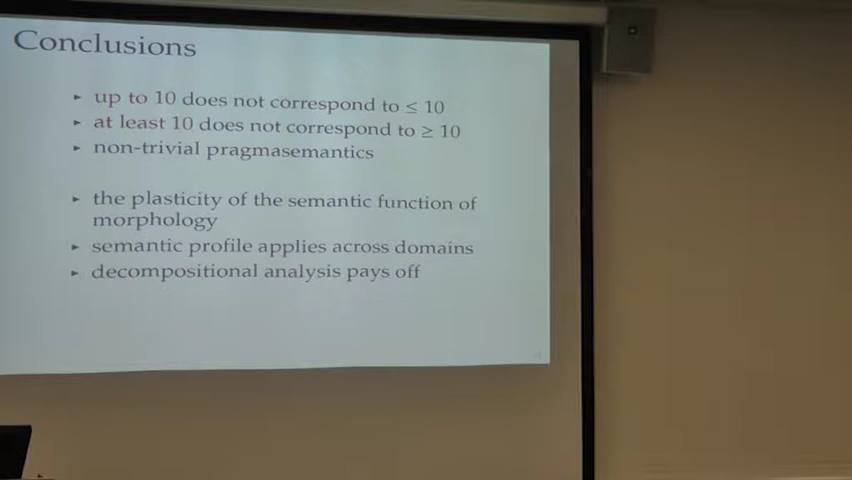 Conclusions
▸ up to 10 does not correspond to ≤ 10
▸ at least 10 does not correspond to ≥ 10
▸ non-trivial pragmasemantics
▸ the plasticity of the semantic function of
morphology
▸ semantic profile applies across domains
▸ decompositional analysis pays off